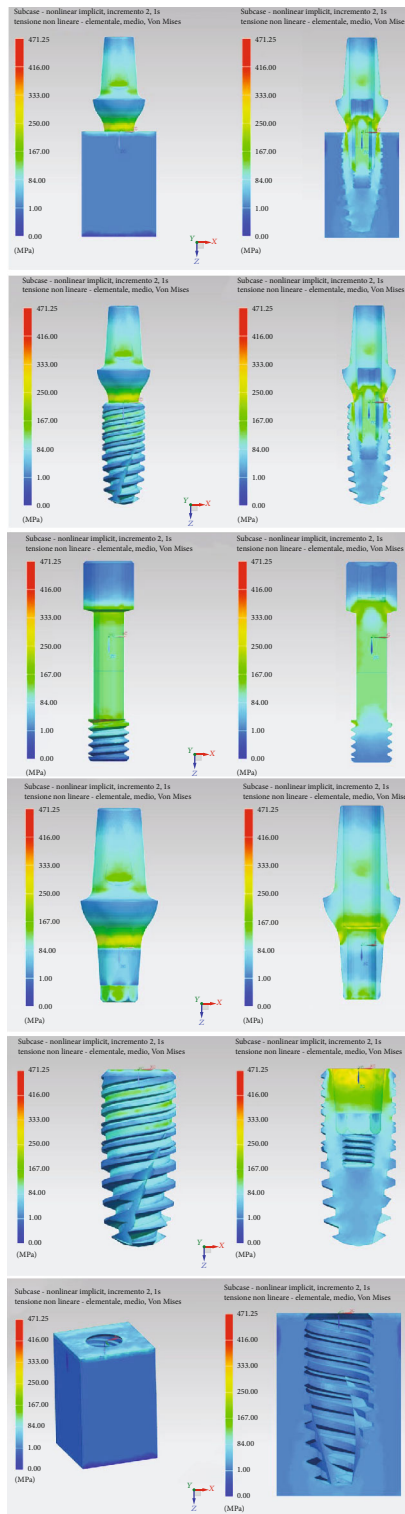 Subcase - nonlinear implicit, incremento 2, 1s
tensione non lineare - elementale, medio, Von Mises
471.25
416.00
333.00
250.00
167.00
84.00
1.00
0.00
(MPa)
Y
X
Z
Subcase - nonlinear implicit, incremento 2, 1s
tensione non lineare - elementale, medio, Von Mises
471.25
416.00
333.00
250.00
167.00
84.00
1.00
0.00
(MPa)
Subcase - nonlinear implicit, incremento 2, 1s
tensione non lineare - elementale, medio, Von Mises
471.25
416.00
333.00
250.00
167.00
84.00
1.00
0.00
(MPa)
Y
X
Z
Subcase - nonlinear implicit, incremento 2, 1s
tensione non lineare - elementale, medio, Von Mises
471.25
416.00
333.00
250.00
167.00
84.00
1.00
0.00
(MPa)
Subcase - nonlinear implicit, incremento 2, 1s
tensione non lineare - elementale, medio, Von Mises
471.25
416.00
333.00
250.00
167.00
84.00
1.00
0.00
(MPa)
Y
X
Z
Subcase - nonlinear implicit, incremento 2, 1s
tensione non lineare - elementale, medio, Von Mises
471.25
416.00
333.00
250.00
167.00
84.00
1.00
0.00
(MPa)
Subcase - nonlinear implicit, incremento 2, 1s
tensione non lineare - elementale, medio, Von Mises
471.25
416.00
333.00
250.00
167.00
84.00
1.00
0.00
(MPa)
Y
X
Z
Subcase - nonlinear implicit, incremento 2, 1s
tensione non lineare - elementale, medio, Von Mises
471.25
416.00
333.00
250.00
167.00
84.00
1.00
0.00
(MPa)
Subcase - nonlinear implicit, incremento 2, 1s
tensione non lineare - elementale, medio, Von Mises
471.25
416.00
333.00
250.00
167.00
84.00
1.00
0.00
(MPa)
Y
X
Z
Subcase - nonlinear implicit, incremento 2, 1s
tensione non lineare - elementale, medio, Von Mises
471.25
416.00
333.00
250.00
167.00
84.00
1.00
0.00
(MPa)
Subcase - nonlinear implicit, incremento 2, 1s
tensione non lineare - elementale, medio, Von Mises
471.25
416.00
333.00
250.00
167.00
84.00
1.00
0.00
(MPa)
Y
X
Z
Subcase - nonlinear implicit, incremento 2, 1s
tensione non lineare - elementale, medio, Von Mises
471.25
416.00
333.00
250.00
167.00
84.00
1.00
0.00
(MPa)